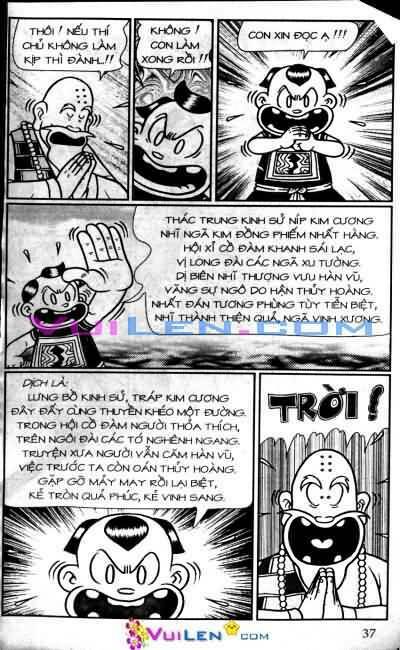 THÔI! NẾU THÍ
CHỦ KHÔNG LÀM
KỊP THÌ ĐÀNH!!
KHÔNG!
CON LÀM
XONG RỒI!!
CON XIN ĐỌC Ạ!!!
THÁC TRUNG KINH SỬ NÍP KIM CƯƠNG
NHĨ NGÃ KIM ĐỒNG PHIẾM NHẤT HÀNG.
HỘI XỈ CỒ ĐÀM KHANH SÁI LẠC,
VỊ LONG ĐÀI CÁC NGÃ XU TƯỜNG.
DỊ BIÊN NHĨ THƯỢNG VƯU HÀN VŨ,
VÃNG SỰ NGÔ DO HẬN THỦY HOÀNG.
NHẤT ĐÁN TƯƠNG PHÙNG TÙY TIỄN BIỆT,
NHĨ THÀNH THIỆN QUẢ, NGÃ VINH XƯƠNG.
VUILEN.COM
DỊCH LÀ:
LƯNG BỒ KINH SỬ, TRÁP KIM CƯƠNG
ĐÂY ĐẤY CÙNG THUYỀN KHÉO MỘT ĐƯỜNG.
TRONG HỘI CỒ ĐÀM NGƯỜI THỎA THÍCH,
TRÊN NGÔI ĐÀI CÁC TỚ NGHÊNH NGANG.
TRUYỆN XƯA NGƯỜI VẪN CĂM HÀN VŨ,
VIỆC TRƯỚC TA CÒN OÁN THỦY HOÀNG.
GẶP GỠ MẢY MAY RỒI LẠI BIỆT,
KẺ TRÒN QUẢ PHÚC, KẺ VINH SANG.
TRỜI!
37
VUILEN.COM